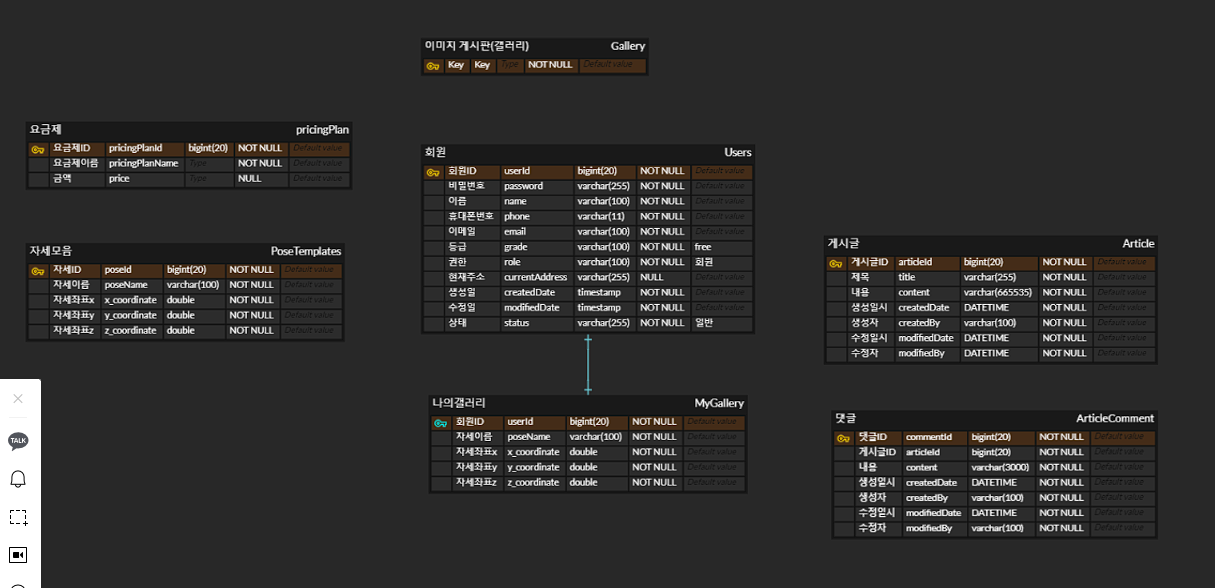 이미지 게시판(갤러리) Gallery
Key Key Type NOT NULL Default value
요금제 pricingPlan
요금제ID pricingPlanId bigint(20) NOT NULL Default value
요금제이름 pricingPlanName Type NOT NULL Default value
금액 price Type NULL Default value
자세모음 PoseTemplates
자세ID poseId bigint(20) NOT NULL Default value
자세이름 poseName varchar(100) NOT NULL Default value
자세좌표x x_coordinate double NOT NULL Default value
자세좌표y y_coordinate double NOT NULL Default value
자세좌표z z_coordinate double NOT NULL Default value
회원 Users
회원ID userId bigint(20) NOT NULL Default value
비밀번호 password varchar(255) NOT NULL Default value
이름 name varchar(100) NOT NULL Default value
휴대폰번호 phone varchar(11) NOT NULL Default value
이메일 email varchar(100) NOT NULL Default value
등급 grade varchar(100) NOT NULL free
권한 role varchar(100) NOT NULL 회원
현재주소 currentAddress varchar(255) NULL Default value
생성일 createdDate timestamp NOT NULL Default value
수정일 modifiedDate timestamp NOT NULL Default value
상태 status varchar(255) NOT NULL 일반
나의갤러리 MyGallery
회원ID userId bigint(20) NOT NULL Default value
자세이름 poseName varchar(100) NOT NULL Default value
자세좌표x x_coordinate double NOT NULL Default value
자세좌표y y_coordinate double NOT NULL Default value
자세좌표z z_coordinate double NOT NULL Default value
게시글 Article
게시글ID articleId bigint(20) NOT NULL Default value
제목 title varchar(255) NOT NULL Default value
내용 content varchar(665535) NOT NULL Default value
생성일시 createdDate DATETIME NOT NULL Default value
생성자 createdBy varchar(100) NOT NULL Default value
수정일시 modifiedDate DATETIME NOT NULL Default value
수정자 modifiedBy DATETIME NOT NULL Default value
댓글 ArticleComment
댓글ID commentId bigint(20) NOT NULL Default value
게시글ID articleId bigint(20) NOT NULL Default value
내용 content varchar(3000) NOT NULL Default value
생성일시 createdDate DATETIME NOT NULL Default value
생성자 createdBy varchar(100) NOT NULL Default value
수정일시 modifiedDate DATETIME NOT NULL Default value
수정자 modifiedBy varchar(100) NOT NULL Default value
TALK